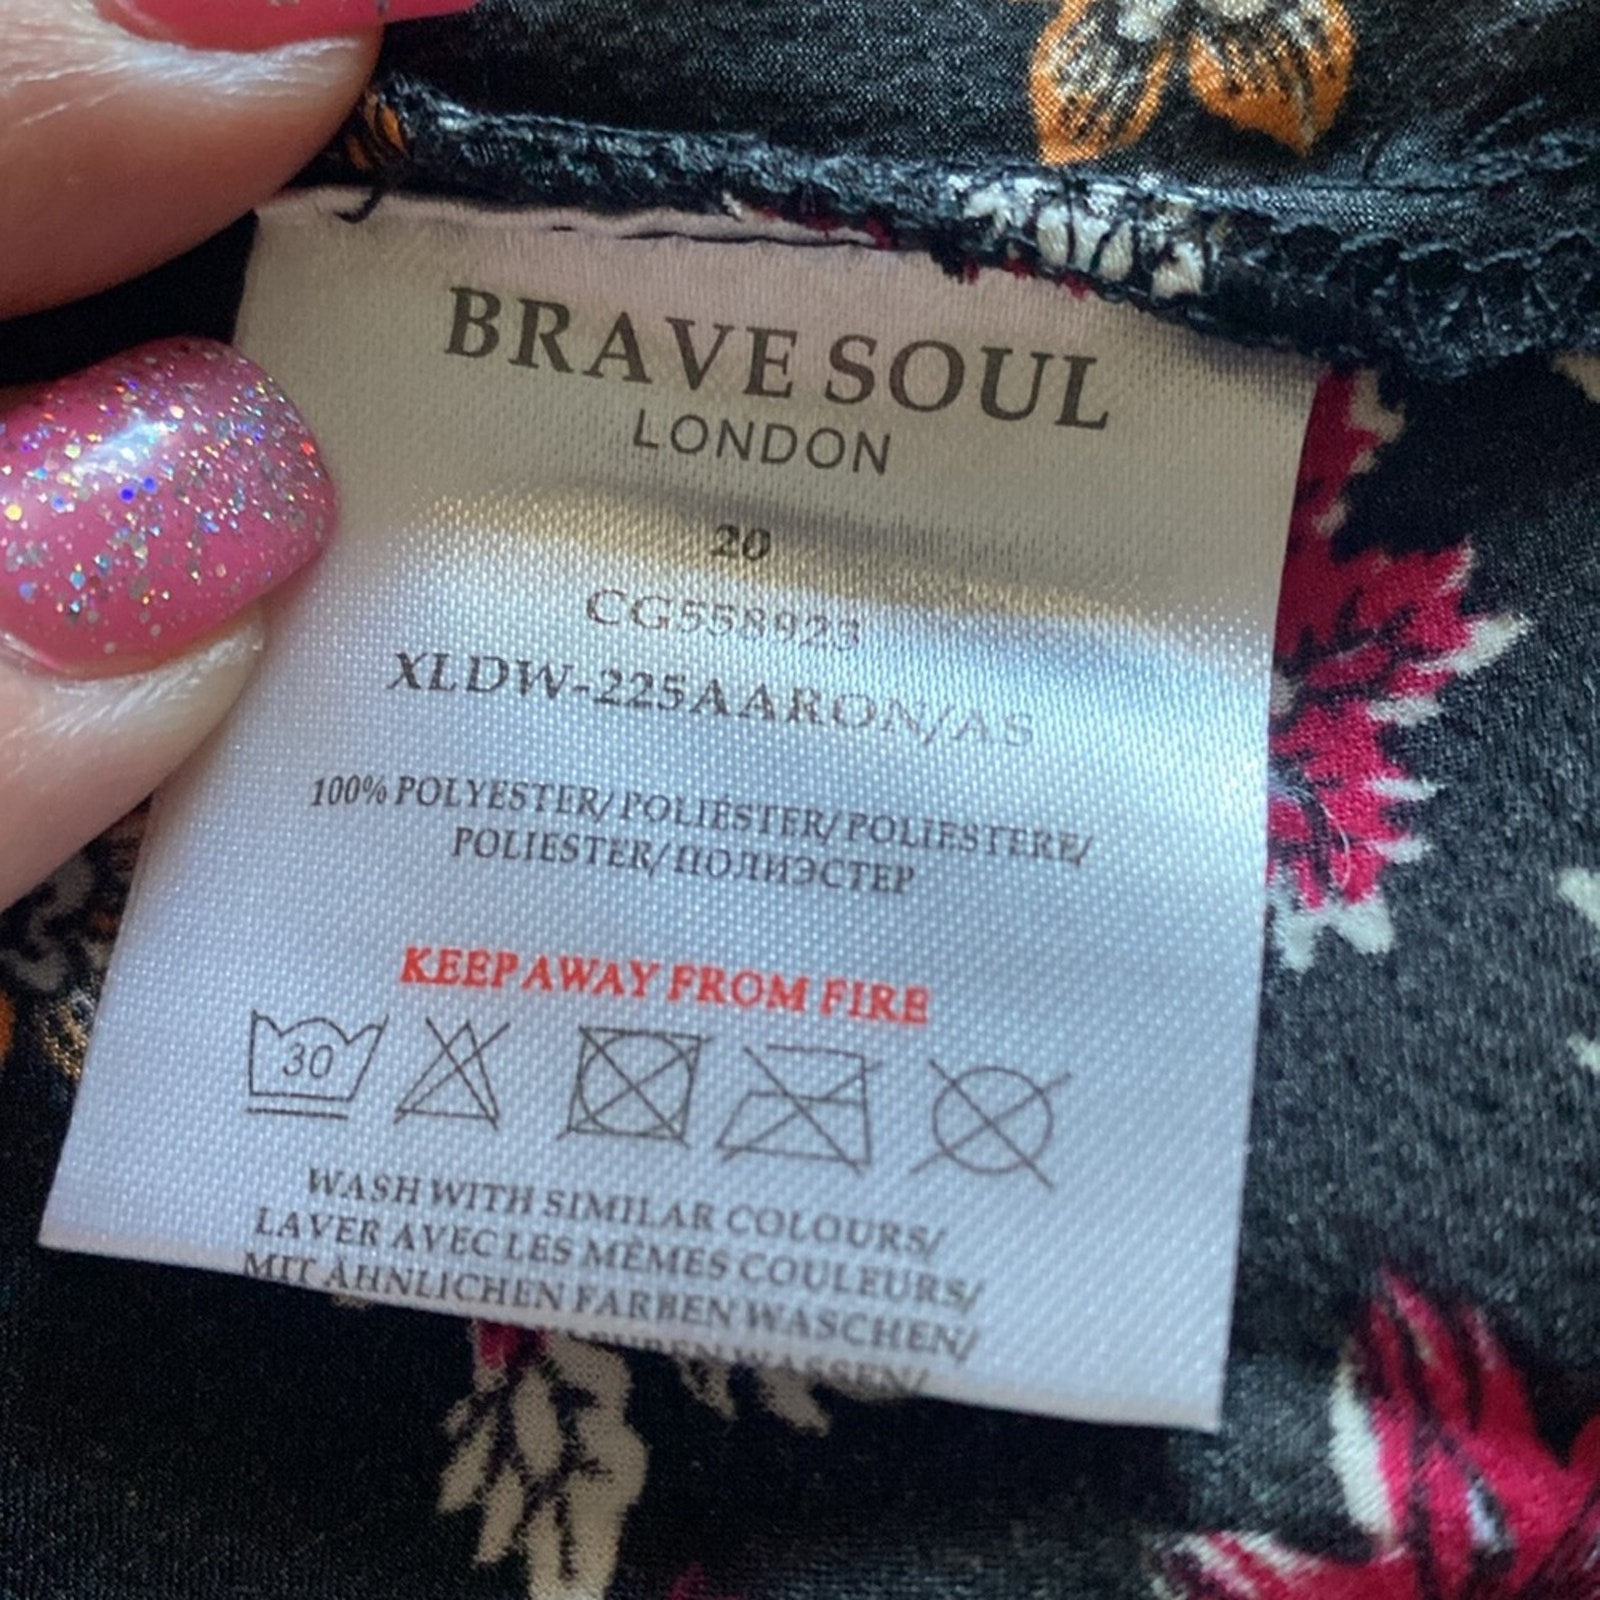 BRAVE SOUL
LONDON
20
CG558923
XLDW-225AARON/AS
100% POLYESTER/POLIÉSTER/POLIESTERE/
POLIESTER/ПОЛИЭСТЕР
KEEP AWAY FROM FIRE
30
WASH WITH SIMILAR COLOURS/
LAVER AVEC LES MÊMES COULEURS/
MIT ÄHNLICHEN FARBEN WASCHEN/
WASSEN/